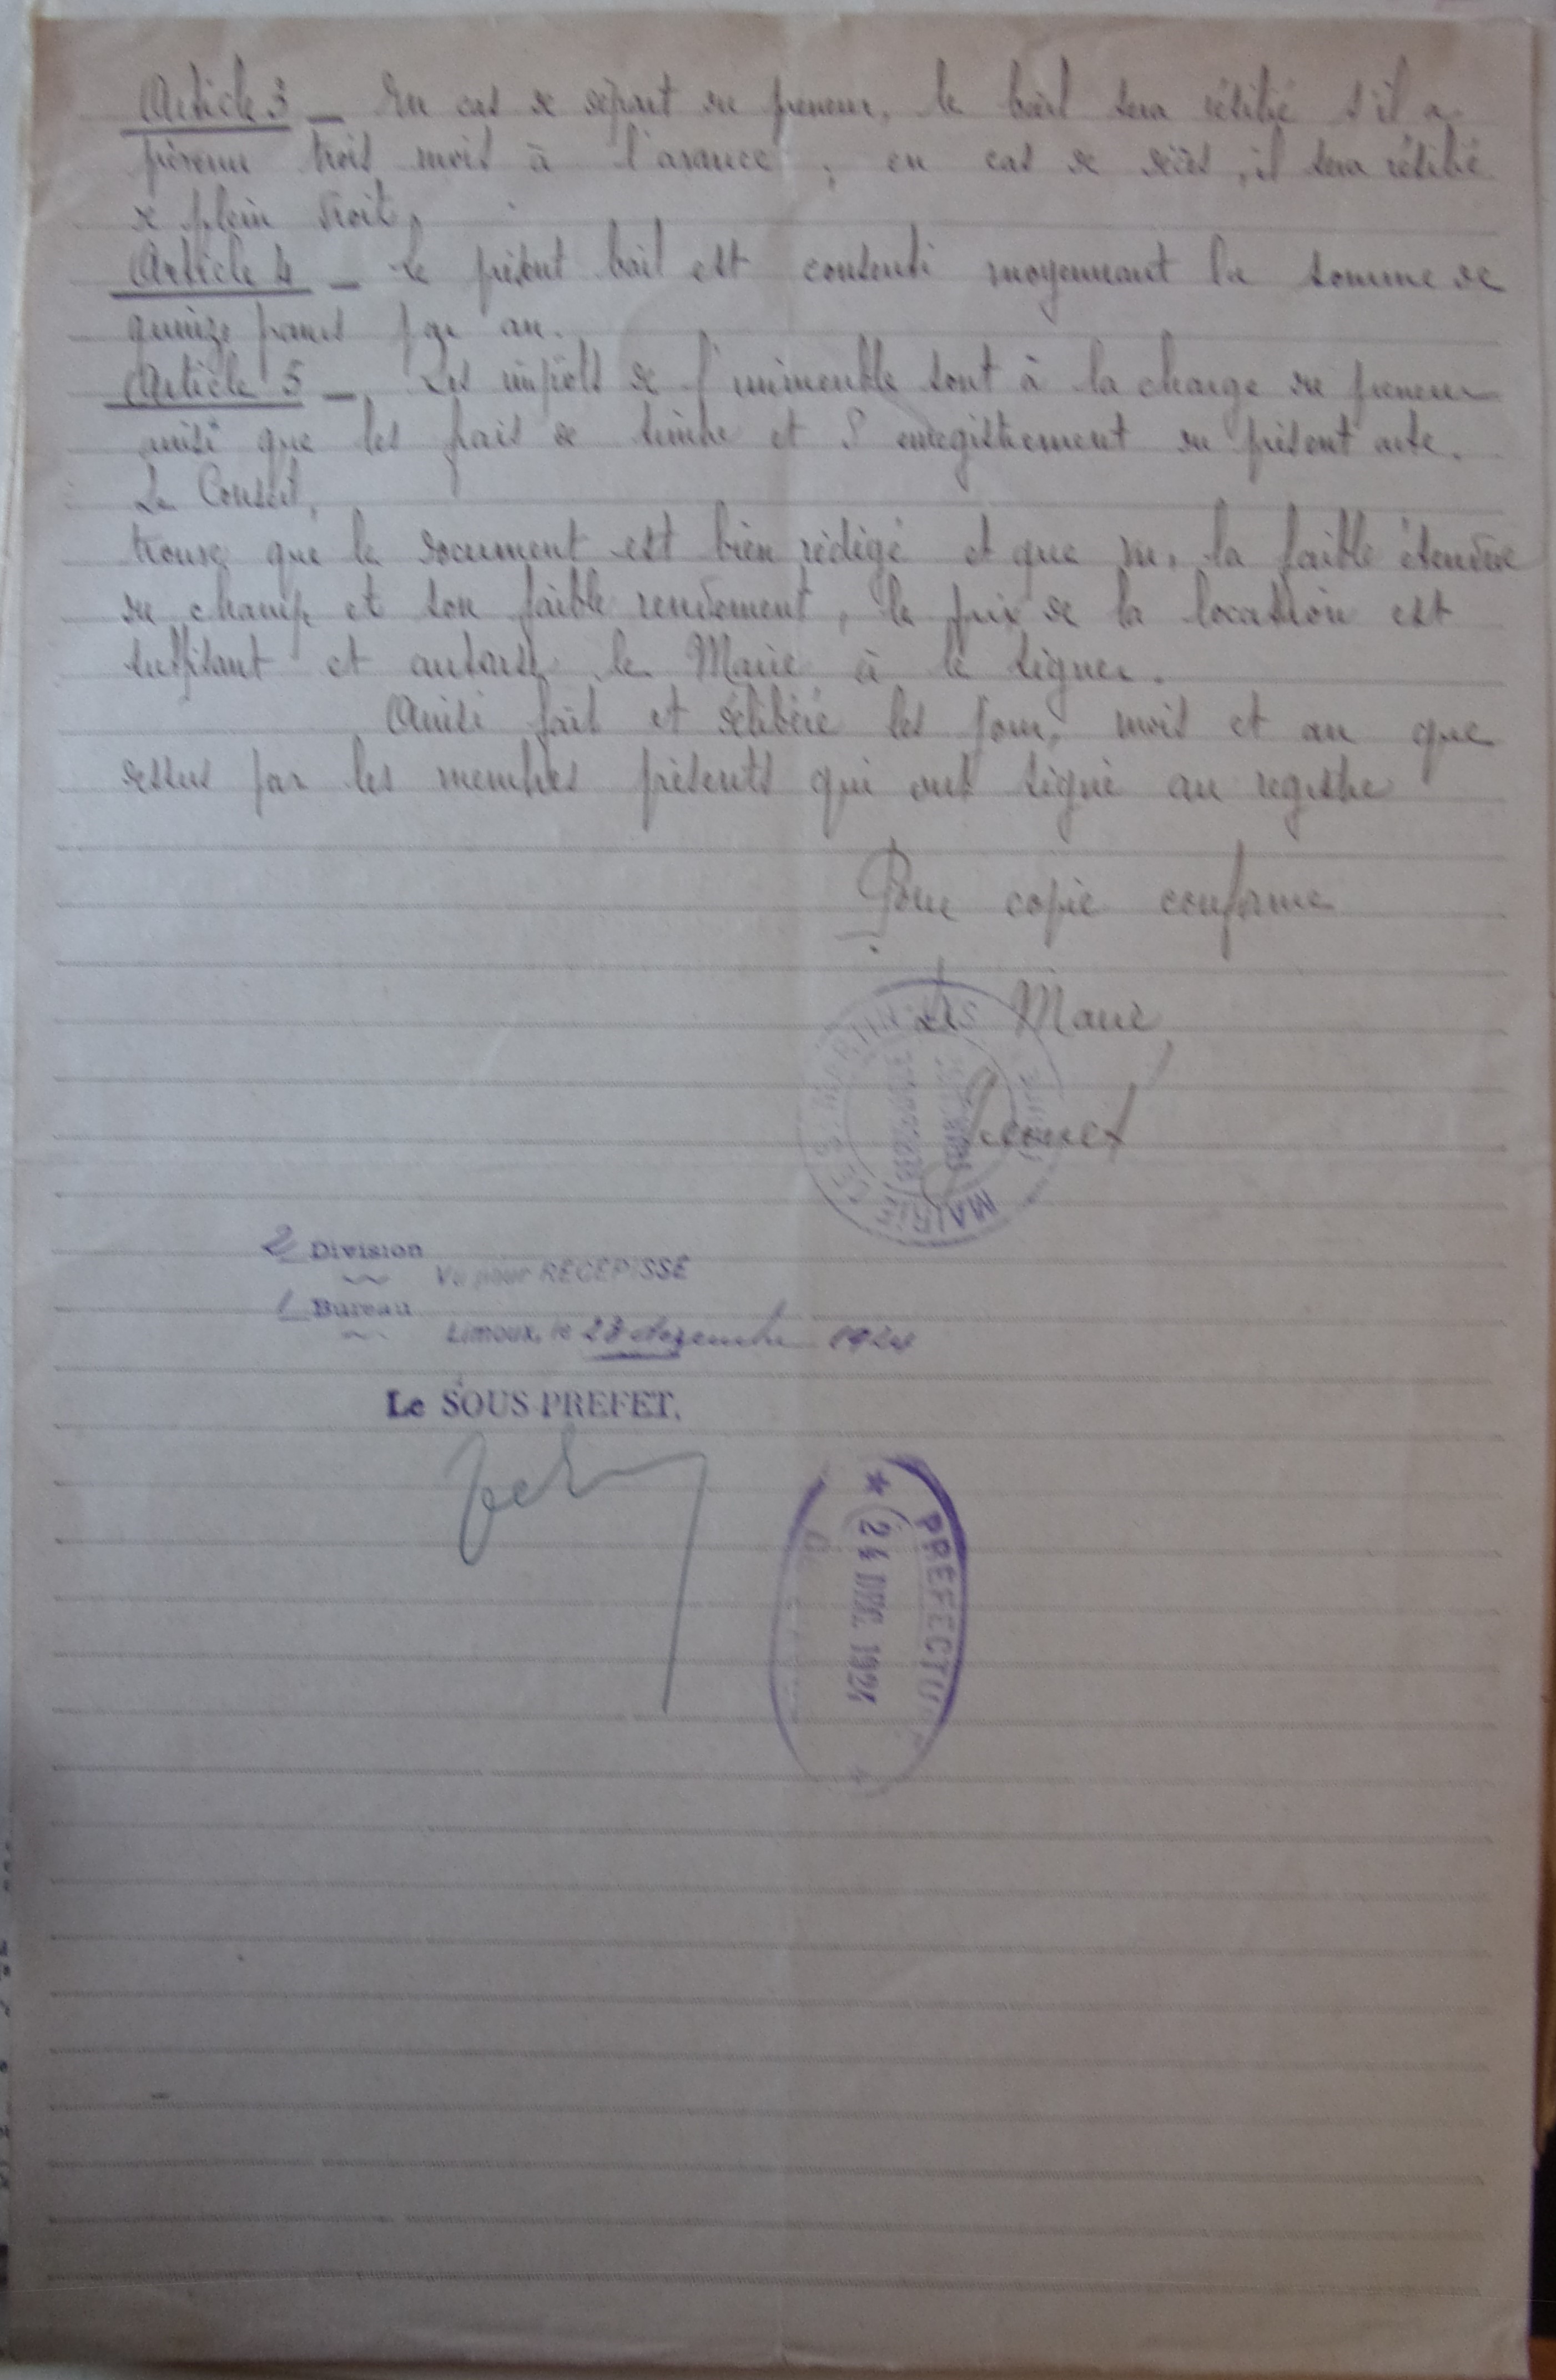 Article 3 — En cas de départ du preneur, le bail sera résilié s'il a
prévenu trois mois à l'avance ; en cas de décès, il sera résilié
de plein droit.
Article 4 — Le présent bail est consenti moyennant la somme de
quinze francs par an.
Article 5 — Les impôts de l'immeuble sont à la charge du preneur
ainsi que les frais de timbre et d'enregistrement du présent acte.
Le Conseil,
trouve que le document est bien rédigé et que vu, la faible étendue
du champ et son faible rendement, le prix de la location est
suffisant et autorise le Maire à le signer.
Ainsi fait et délibéré les jour, mois et an que
dessus par les membres présents qui ont signé au registre
Pour copie conforme
Le Maire,
MAIRIE
2 Division
Vu pour RECEPISSE
1 Bureau
Limoux, le 23 décembre 1924
Le SOUS-PREFET,
PREFECTURE
24 DEC. 1924